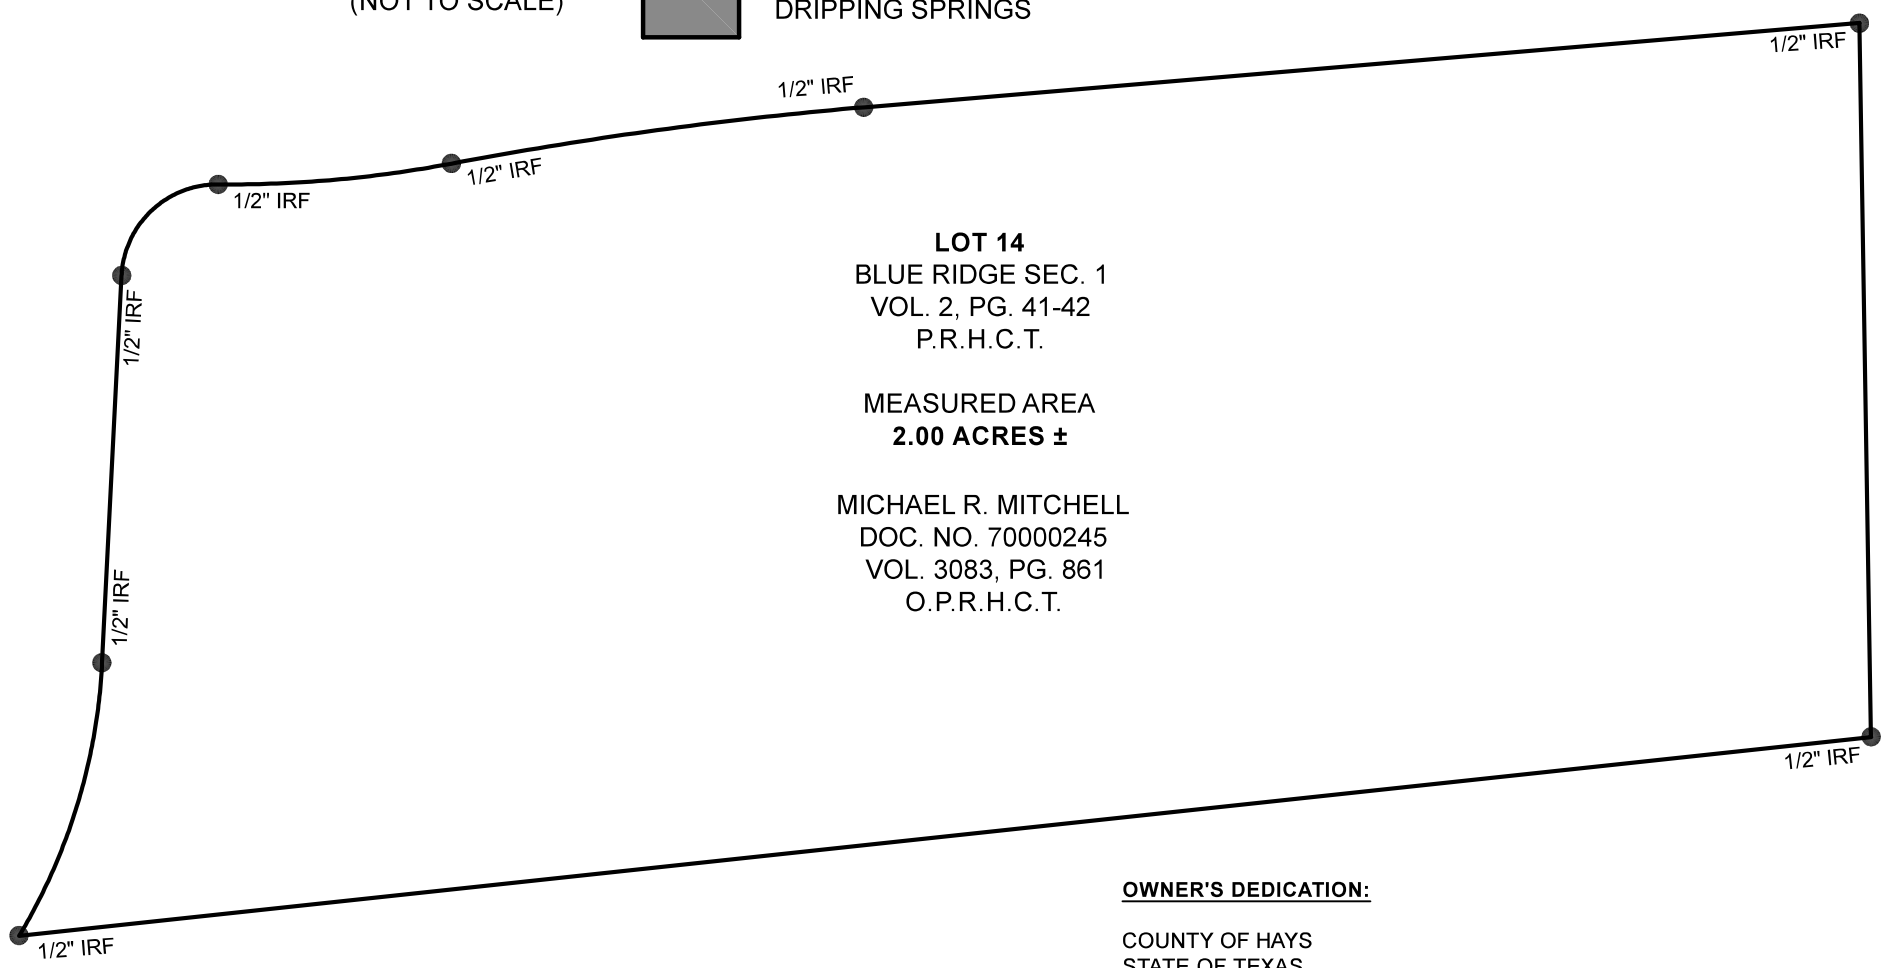 (NOT TO SCALE)
DRIPPING SPRINGS
1/2" IRF
1/2" IRF
1/2" IRF
1/2" IRF
1/2" IRF
LOT 14
BLUE RIDGE SEC. 1
VOL. 2, PG. 41-42
P.R.H.C.T.
MEASURED AREA
2.00 ACRES ±
MICHAEL R. MITCHELL
DOC. NO. 70000245
VOL. 3083, PG. 861
O.P.R.H.C.T.
1/2" IRF
1/2" IRF
OWNER'S DEDICATION:
1/2" IRF
COUNTY OF HAYS
STATE OF TEXAS